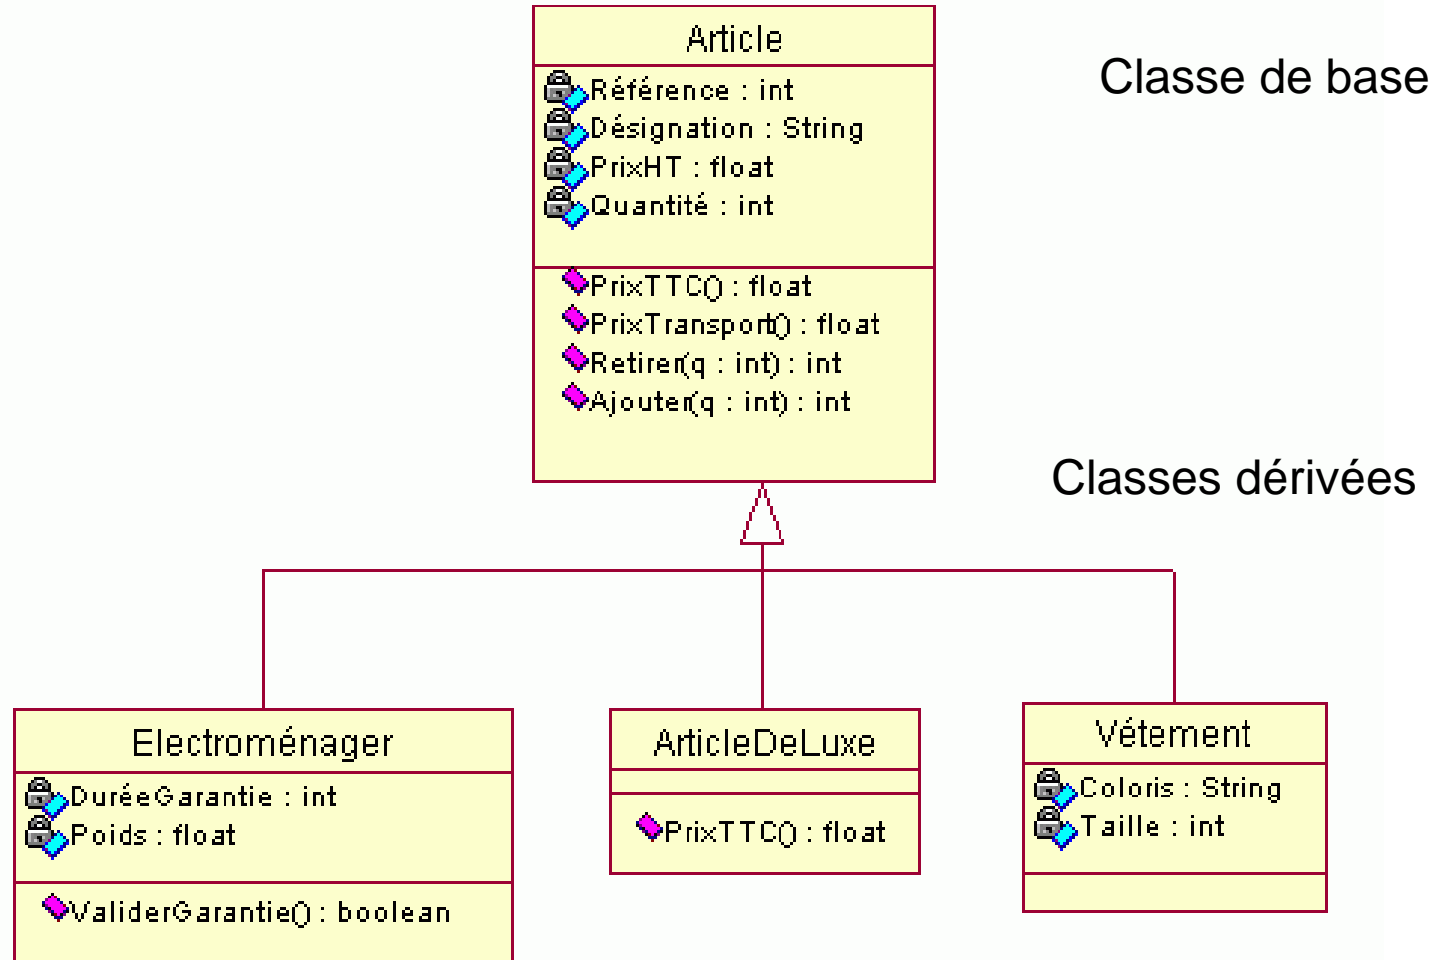 Article
Classe de base
Référence : int
Désignation : String
PrixHT : float
Quantité : int
PrixTTC() : float
PrixTransport() : float
Retirer(q : int) : int
Ajouter(q : int) : int
Classes dérivées
Electroménager
DuréeGarantie : int
Poids : float
ValiderGarantie() : boolean
ArticleDeLuxe
PrixTTC() : float
Vétement
Coloris : String
Taille : int